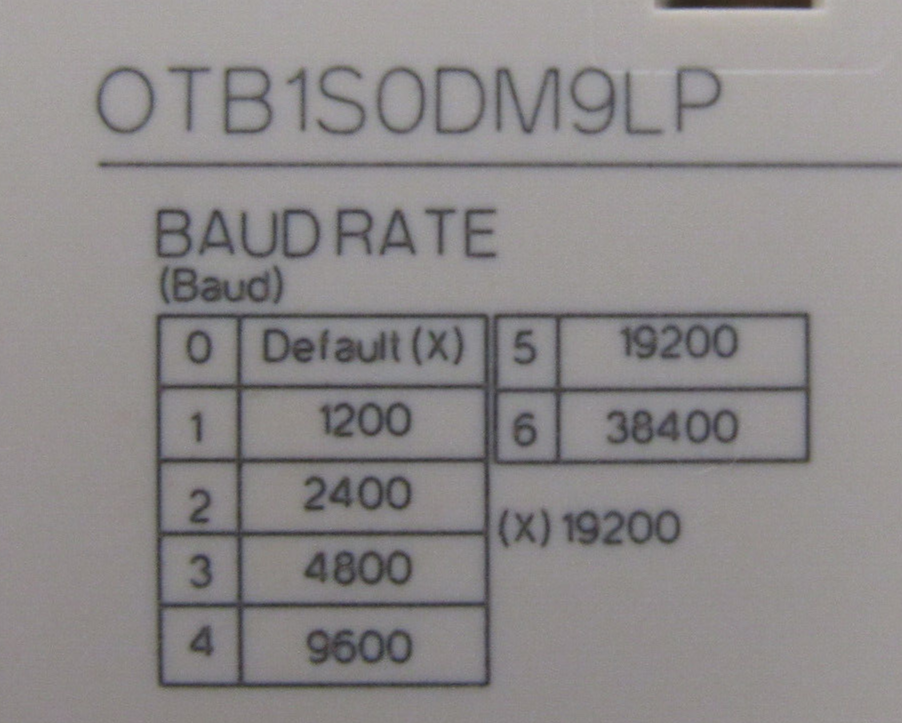 OTB1S0DM9LP
BAUD RATE
(Baud)
0 Default (X) 5 19200
1 1200 6 38400
2 2400
(X) 19200
3 4800
4 9600